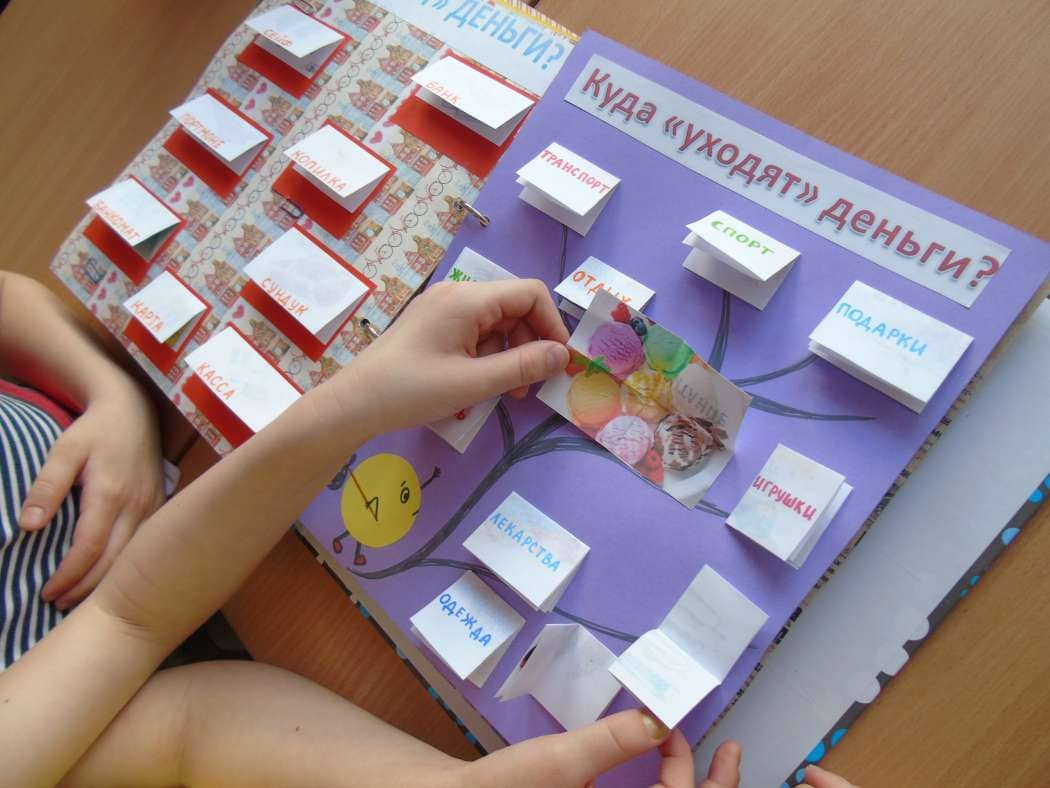 » ДЕНЬГИ?
СЕЙФ
БАНК
ПОРТМОНЕ
КОПИЛКА
БАНКОМАТ
СУНДУК
КАРТА
КАССА
Куда «уходят» деньги?
ТРАНСПОРТ
СПОРТ
ОТДЫХ
ПОДАРКИ
ИГРУШКИ
ЛЕКАРСТВА
ОДЕЖДА